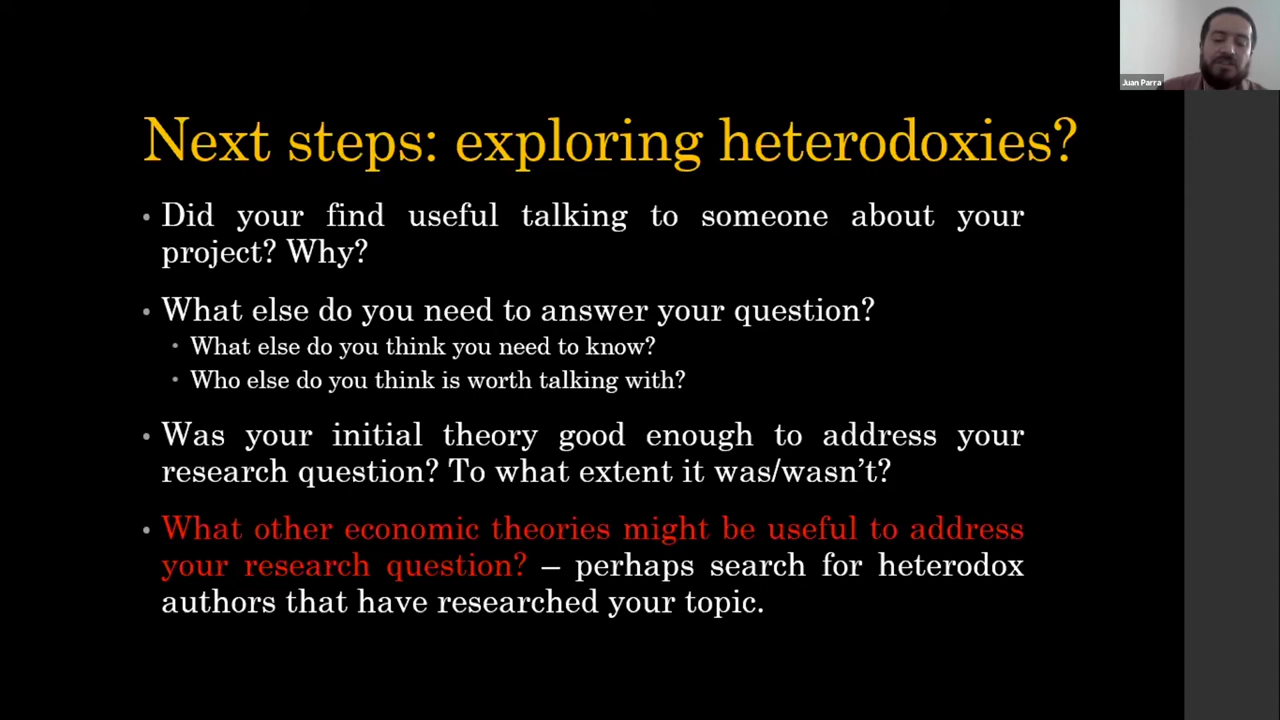 Juan Parra
Next steps: exploring heterodoxies?
• Did your find useful talking to someone about your
project? Why?
• What else do you need to answer your question?
• What else do you think you need to know?
• Who else do you think is worth talking with?
• Was your initial theory good enough to address your
research question? To what extent it was/wasn't?
• What other economic theories might be useful to address
your research question? – perhaps search for heterodox
authors that have researched your topic.